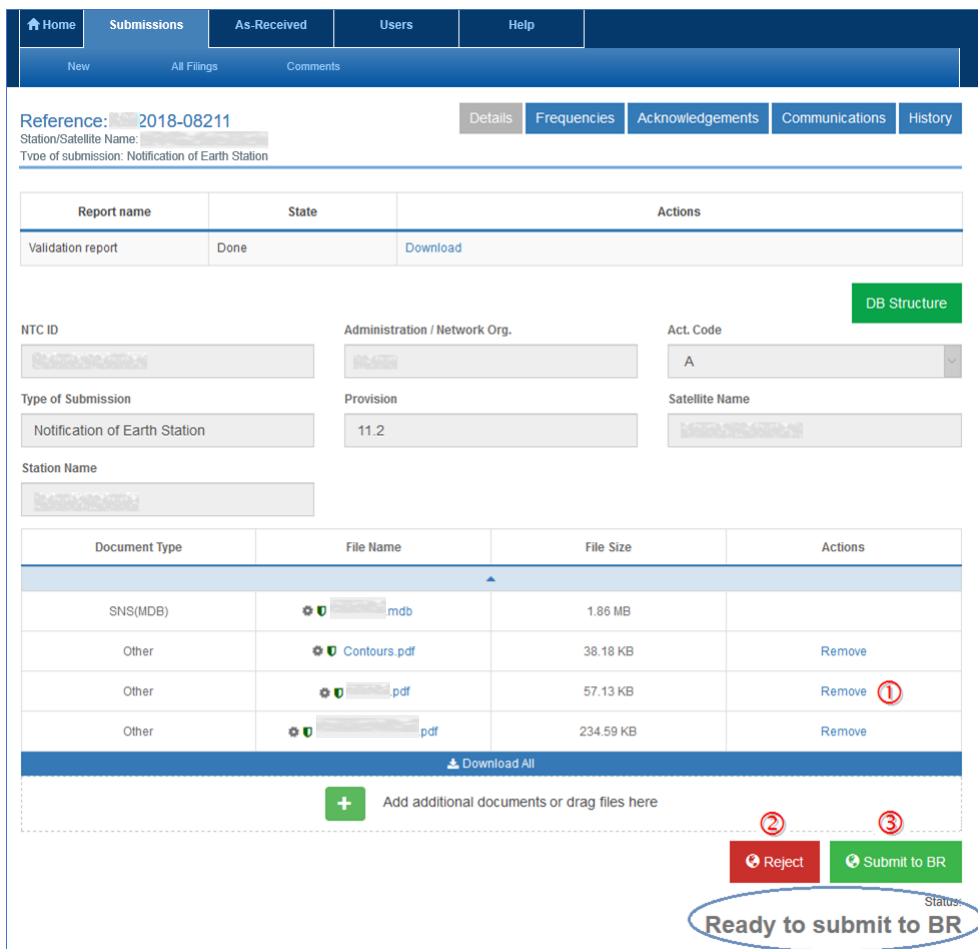 Home Submissions As-Received Users Help
New All Filings Comments
Reference: 2018-08211
Details Frequencies Acknowledgements Communications History
Station/Satellite Name:
Type of submission: Notification of Earth Station
Report name State Actions
Validation report Done Download
DB Structure
NTC ID Administration / Network Org. Act. Code
A
Type of Submission Provision Satellite Name
Notification of Earth Station 11.2
Station Name
Document Type File Name File Size Actions
SNS(MDB) .mdb 1.86 MB
Other Contours.pdf 38.18 KB Remove
Other .pdf 57.13 KB Remove ①
Other pdf 234.59 KB Remove
Download All
+ Add additional documents or drag files here
② ③
Reject Submit to BR
Status:
Ready to submit to BR